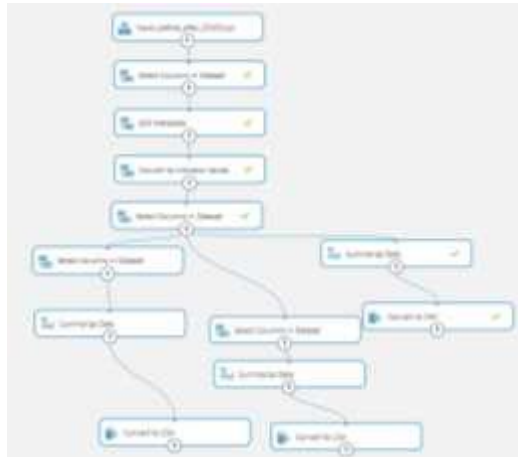 Select Columns in Dataset
Edit Metadata
Convert to Indicator Values
Select Columns in Dataset
Select Columns in Dataset
Summarize Data
Summarize Data
Convert to CSV
Select Columns in Dataset
Summarize Data
Convert to CSV
Convert to CSV